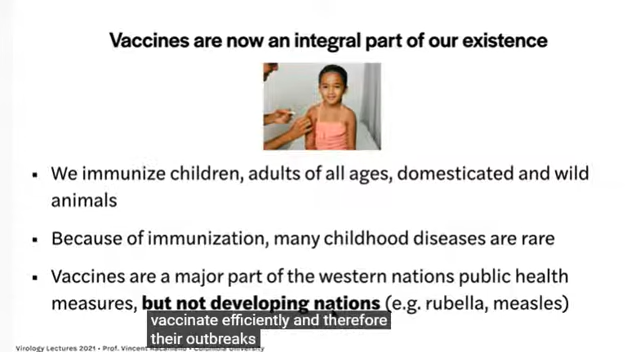 Vaccines are now an integral part of our existence
▪ We immunize children, adults of all ages, domesticated and wild
animals
▪ Because of immunization, many childhood diseases are rare
▪ Vaccines are a major part of the western nations public health
measures, but not developing nations (e.g. rubella, measles)
vaccinate efficiently and therefore
their outbreaks
Virology Lectures 2021 • Prof. Vincent University